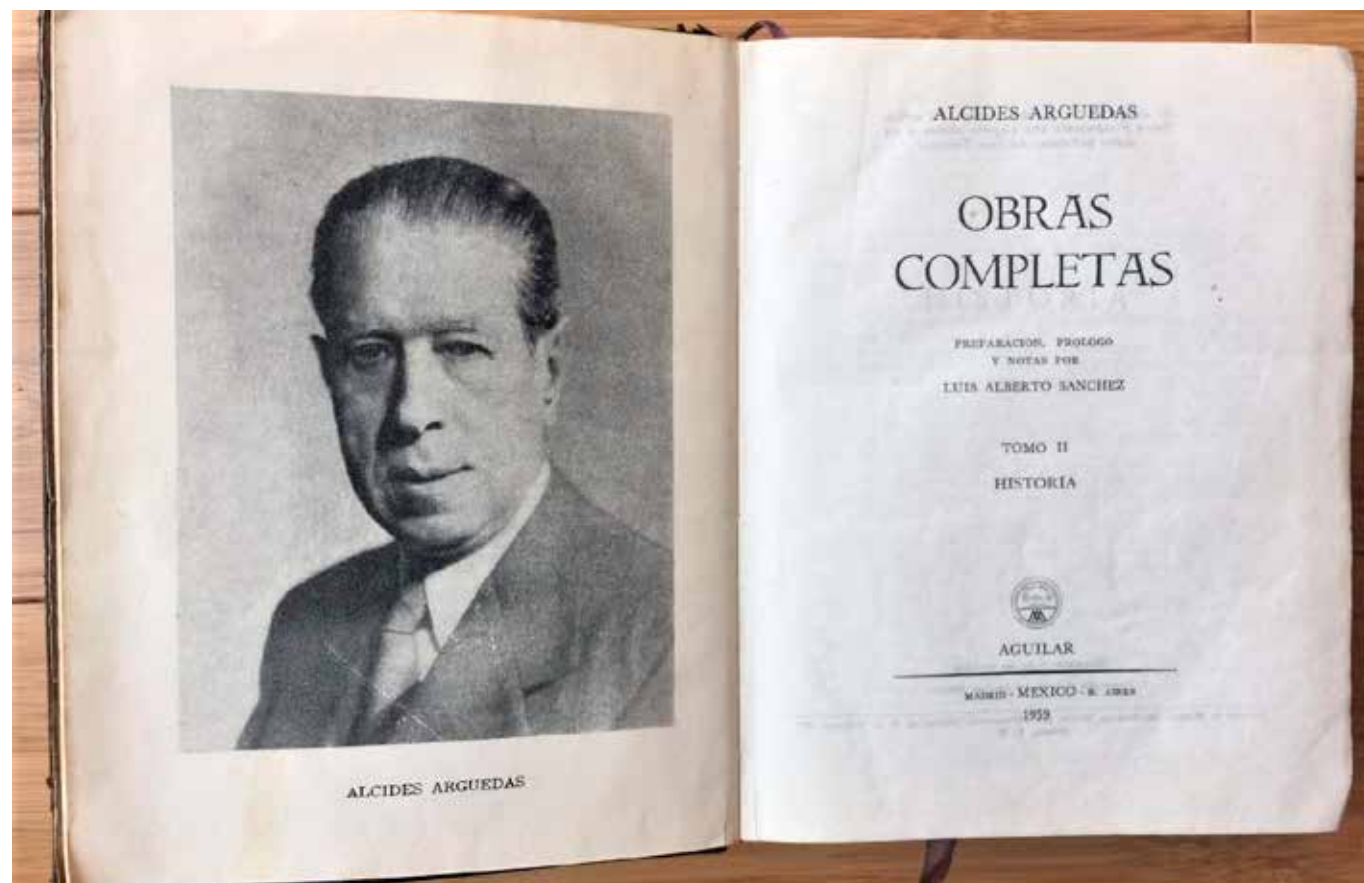 ALCIDES ARGUEDAS
ALCIDES ARGUEDAS
OBRAS
COMPLETAS
PREPARACION, PROLOGO
Y NOTAS POR
LUIS ALBERTO SANCHEZ
TOMO II
HISTORIA
AGUILAR
MADRID - MEXICO - B. AIRES
1959